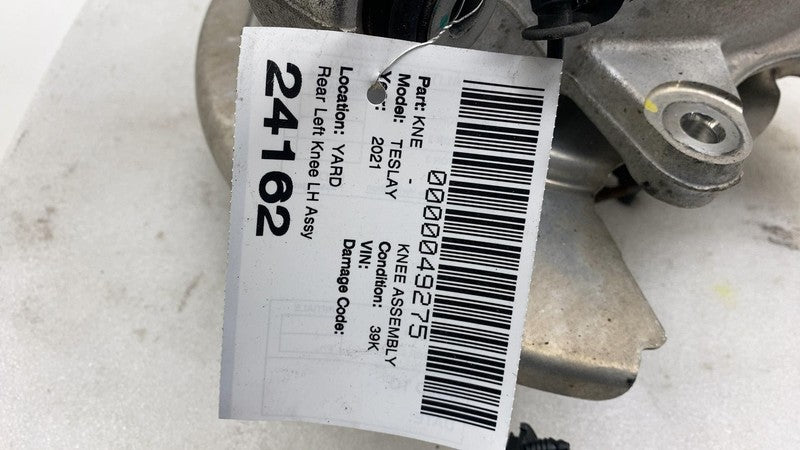 0000049275
Part: KNE - KNEE ASSEMBLY
Model: TESLAY Condition: 39K
Year: 2021 VIN:
Location: YARD Damage Code:
Rear Left Knee LH Assy
24162